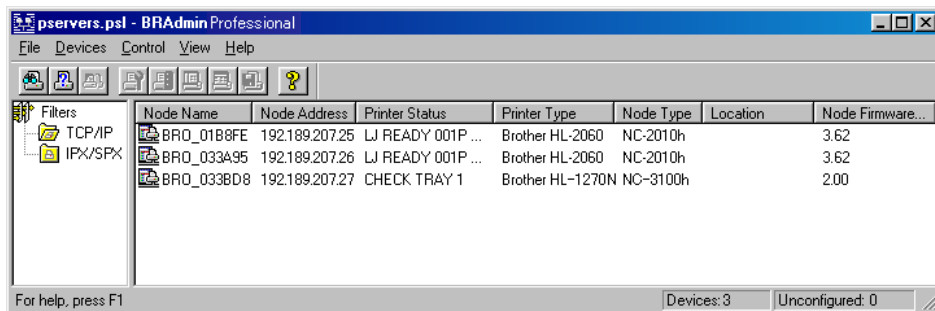 pservers.psl - BRAdmin Professional
File Devices Control View Help
Filters
TCP/IP
IPX/SPX
Node Name Node Address Printer Status Printer Type Node Type Location Node Firmware...
BRO_01B8FE 192.189.207.25 LJ READY 001P ... Brother HL-2060 NC-2010h 3.62
BRO_033A95 192.189.207.26 LJ READY 001P ... Brother HL-2060 NC-2010h 3.62
BRO_033BD8 192.189.207.27 CHECK TRAY 1 Brother HL-1270N NC-3100h 2.00
For help, press F1 Devices: 3 Unconfigured: 0